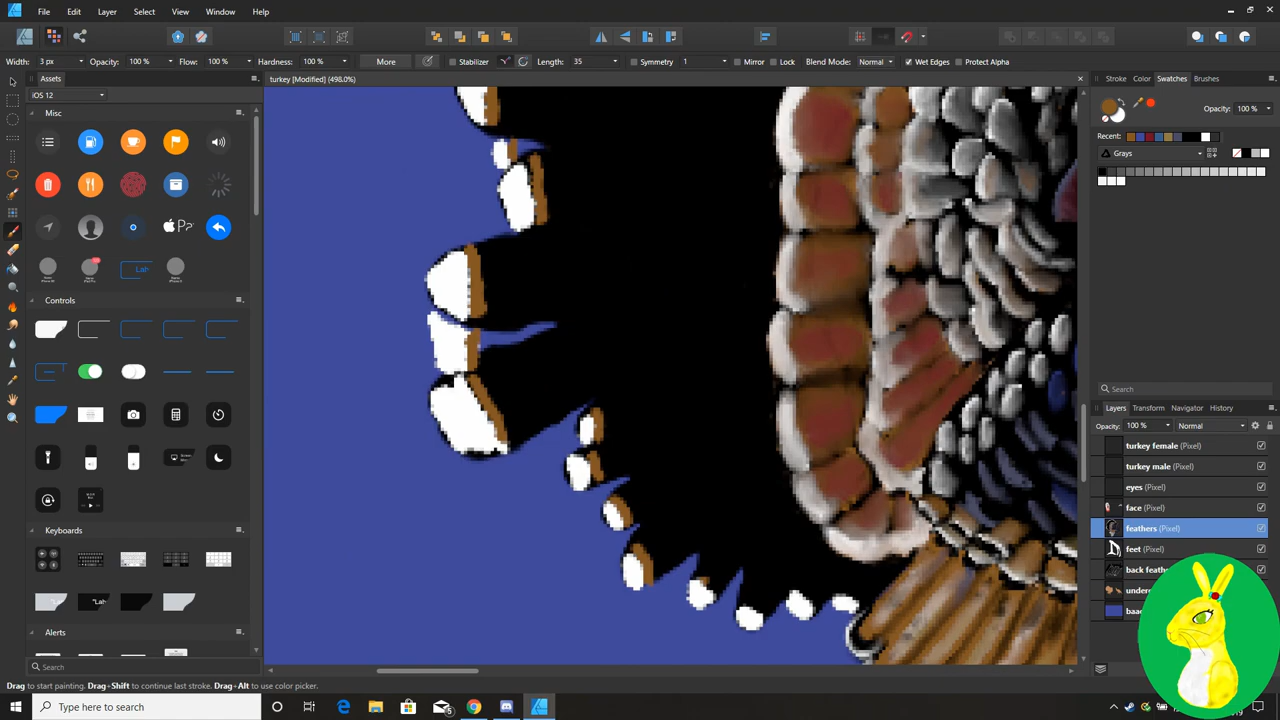 File Edit Text Layer Select View Window Help
Width: 3 px Opacity: 100 % Flow: 100 % Hardness: 100 % More Stabilizer Length: 35 Symmetry 1 Mirror Lock Blend Mode: Normal Wet Edges Protect Alpha
Assets
turkey [Modified] (498.0%)
Stroke Color Swatches Brushes
iOS 12
Misc
Opacity: 100 %
Recent:
Grays
Controls
Search
Layers Transform Navigator History
Opacity: 100 % Normal
turkey female (Pixel)
turkey male (Pixel)
eyes (Pixel)
face (Pixel)
feathers (Pixel)
Keyboards
feet (Pixel)
back feath
under
Alerts
Search
Drag to start painting. Drag+Shift to continue last stroke. Drag+Alt to use color picker.
Type here to search